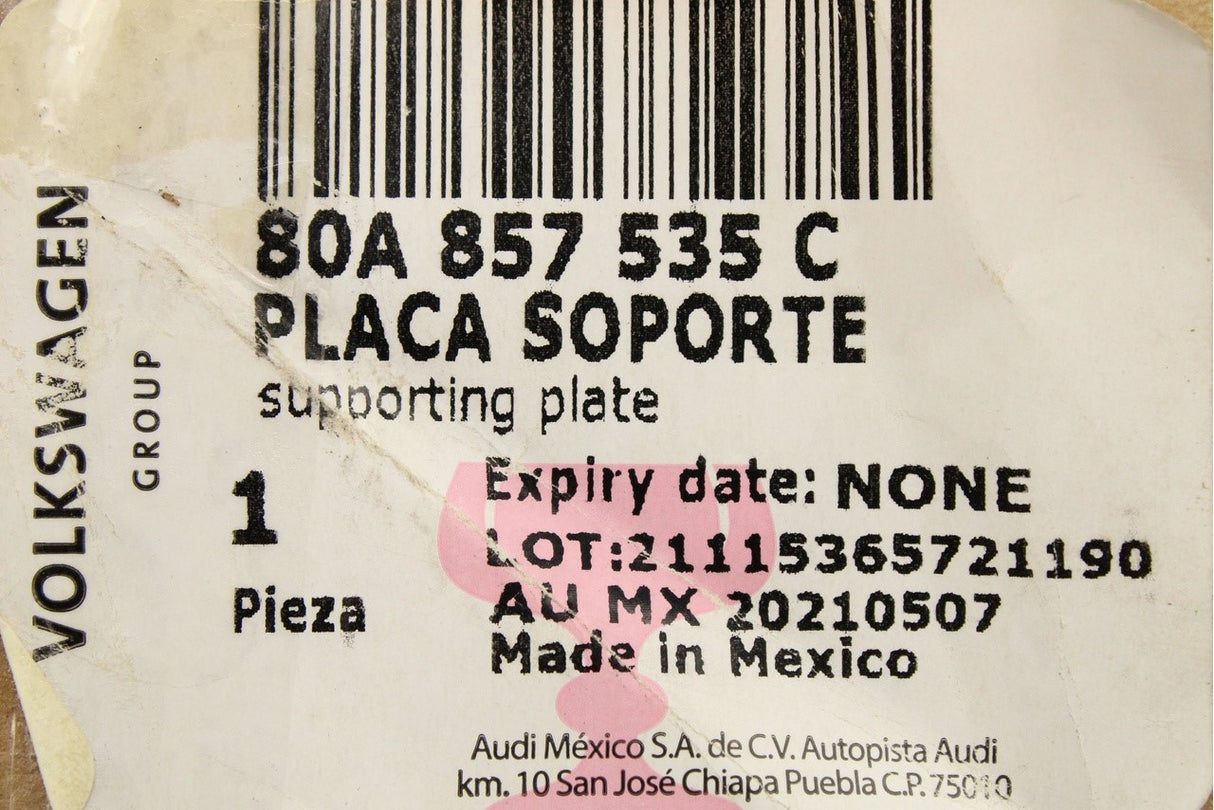 80A 857 535 C
PLACA SOPORTE
supporting plate
VOLKSWAGEN
GROUP
1
Pieza
Expiry date: NONE
LOT:21115365721190
AU MX 20210507
Made in Mexico
Audi México S.A. de C.V. Autopista Audi
km. 10 San José Chiapa Puebla C.P. 75010